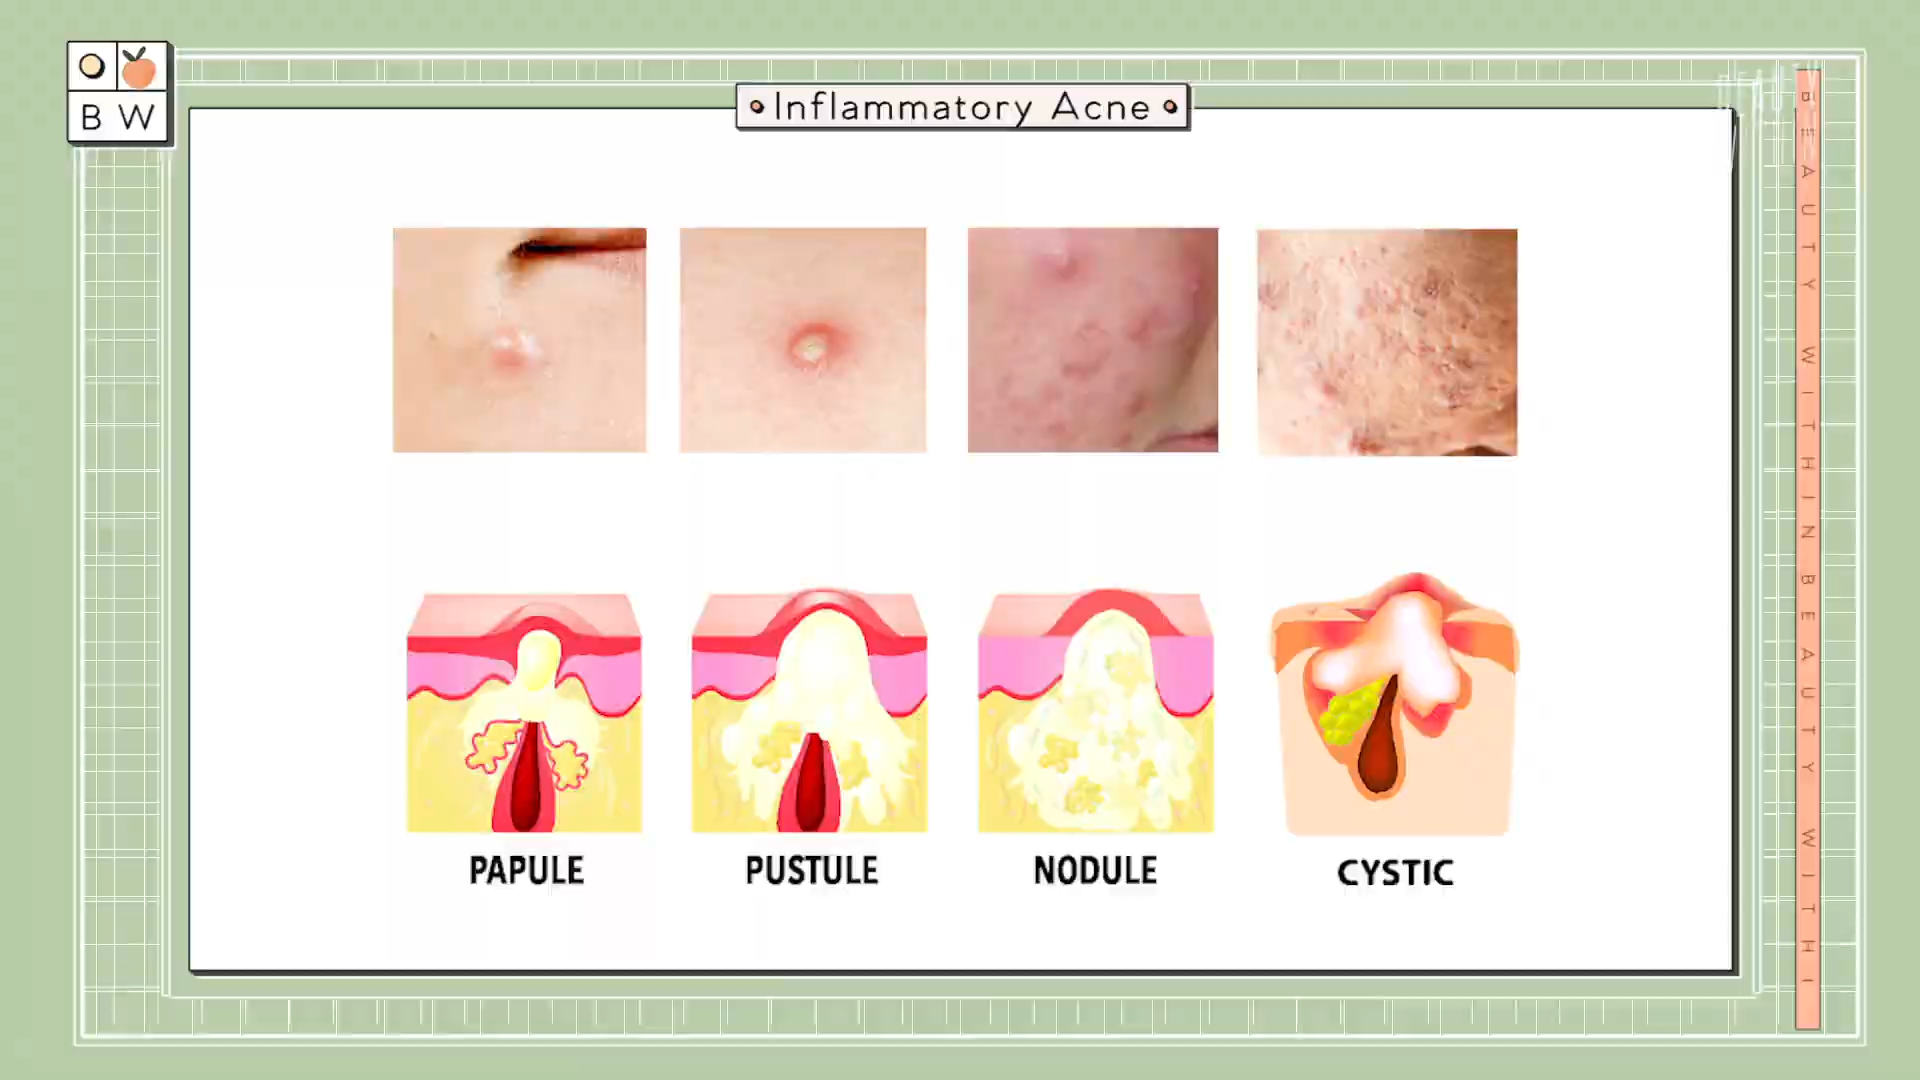 B W
Inflammatory Acne
PAPULE
PUSTULE
NODULE
CYSTIC
BEAUTY WITHIN BEAUTY WITHI